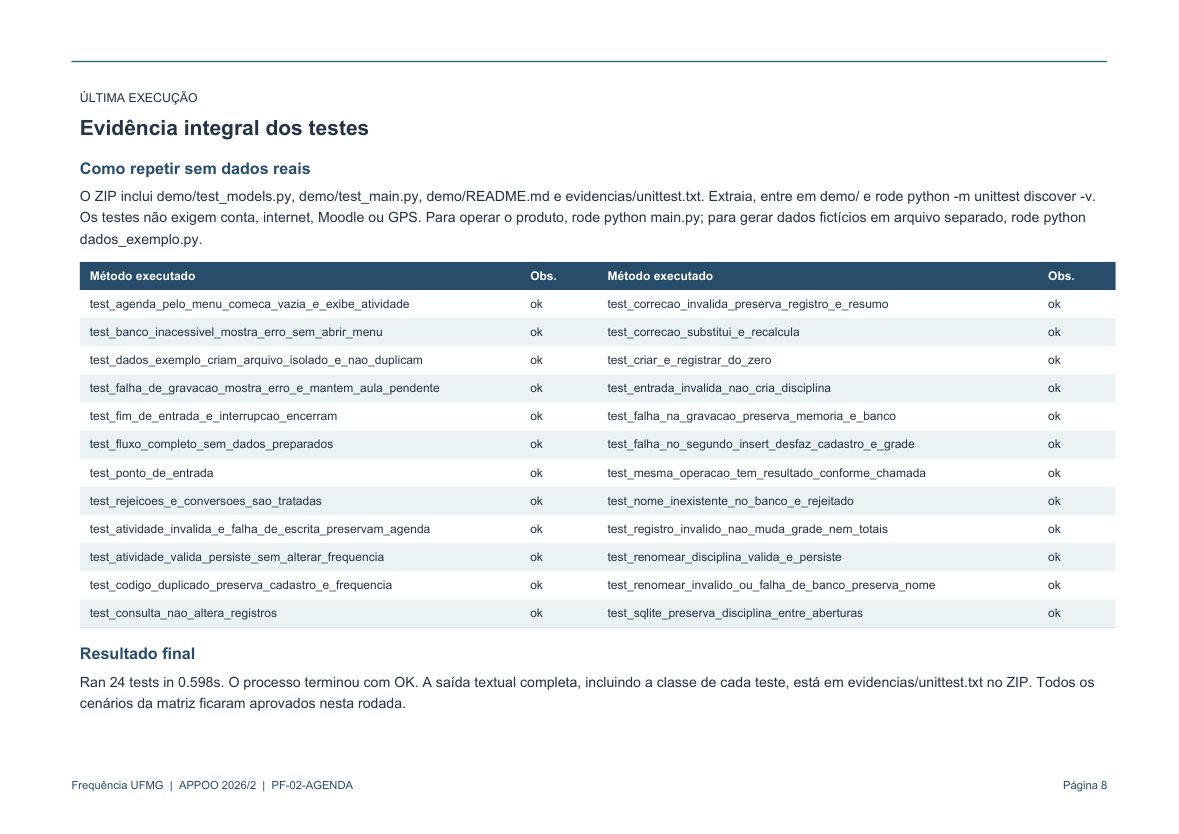 ÚLTIMA EXECUÇÃO
Evidência integral dos testes
Como repetir sem dados reais
O ZIP inclui demo/test_models.py, demo/test_main.py, demo/README.md e evidencias/unittest.txt. Extraia, entre em demo/ e rode python -m unittest discover -v.
Os testes não exigem conta, internet, Moodle ou GPS. Para operar o produto, rode python main.py; para gerar dados fictícios em arquivo separado, rode python
dados_exemplo.py.
Método executado Obs. Método executado Obs.
test_agenda_pelo_menu_comeca_vazia_e_exibe_atividade ok test_correcao_invalida_preserva_registro_e_resumo ok
test_banco_inacessivel_mostra_erro_sem_abrir_menu ok test_correcao_substitui_e_recalcula ok
test_dados_exemplo_criam_arquivo_isolado_e_nao_duplicam ok test_criar_e_registrar_do_zero ok
test_falha_de_gravacao_mostra_erro_e_mantem_aula_pendente ok test_entrada_invalida_nao_cria_disciplina ok
test_fim_de_entrada_e_interrupcao_encerram ok test_falha_na_gravacao_preserva_memoria_e_banco ok
test_fluxo_completo_sem_dados_preparados ok test_falha_no_segundo_insert_desfaz_cadastro_e_grade ok
test_ponto_de_entrada ok test_mesma_operacao_tem_resultado_conforme_chamada ok
test_rejeicoes_e_conversoes_sao_tratadas ok test_nome_inexistente_no_banco_e_rejeitado ok
test_atividade_invalida_e_falha_de_escrita_preservam_agenda ok test_registro_invalido_nao_muda_grade_nem_totais ok
test_atividade_valida_persiste_sem_alterar_frequencia ok test_renomear_disciplina_valida_e_persiste ok
test_codigo_duplicado_preserva_cadastro_e_frequencia ok test_renomear_invalido_ou_falha_de_banco_preserva_nome ok
test_consulta_nao_altera_registros ok test_sqlite_preserva_disciplina_entre_aberturas ok
Resultado final
Ran 24 tests in 0.598s. O processo terminou com OK. A saída textual completa, incluindo a classe de cada teste, está em evidencias/unittest.txt no ZIP. Todos os
cenários da matriz ficaram aprovados nesta rodada.
Frequência UFMG | APPOO 2026/2 | PF-02-AGENDA Página 8